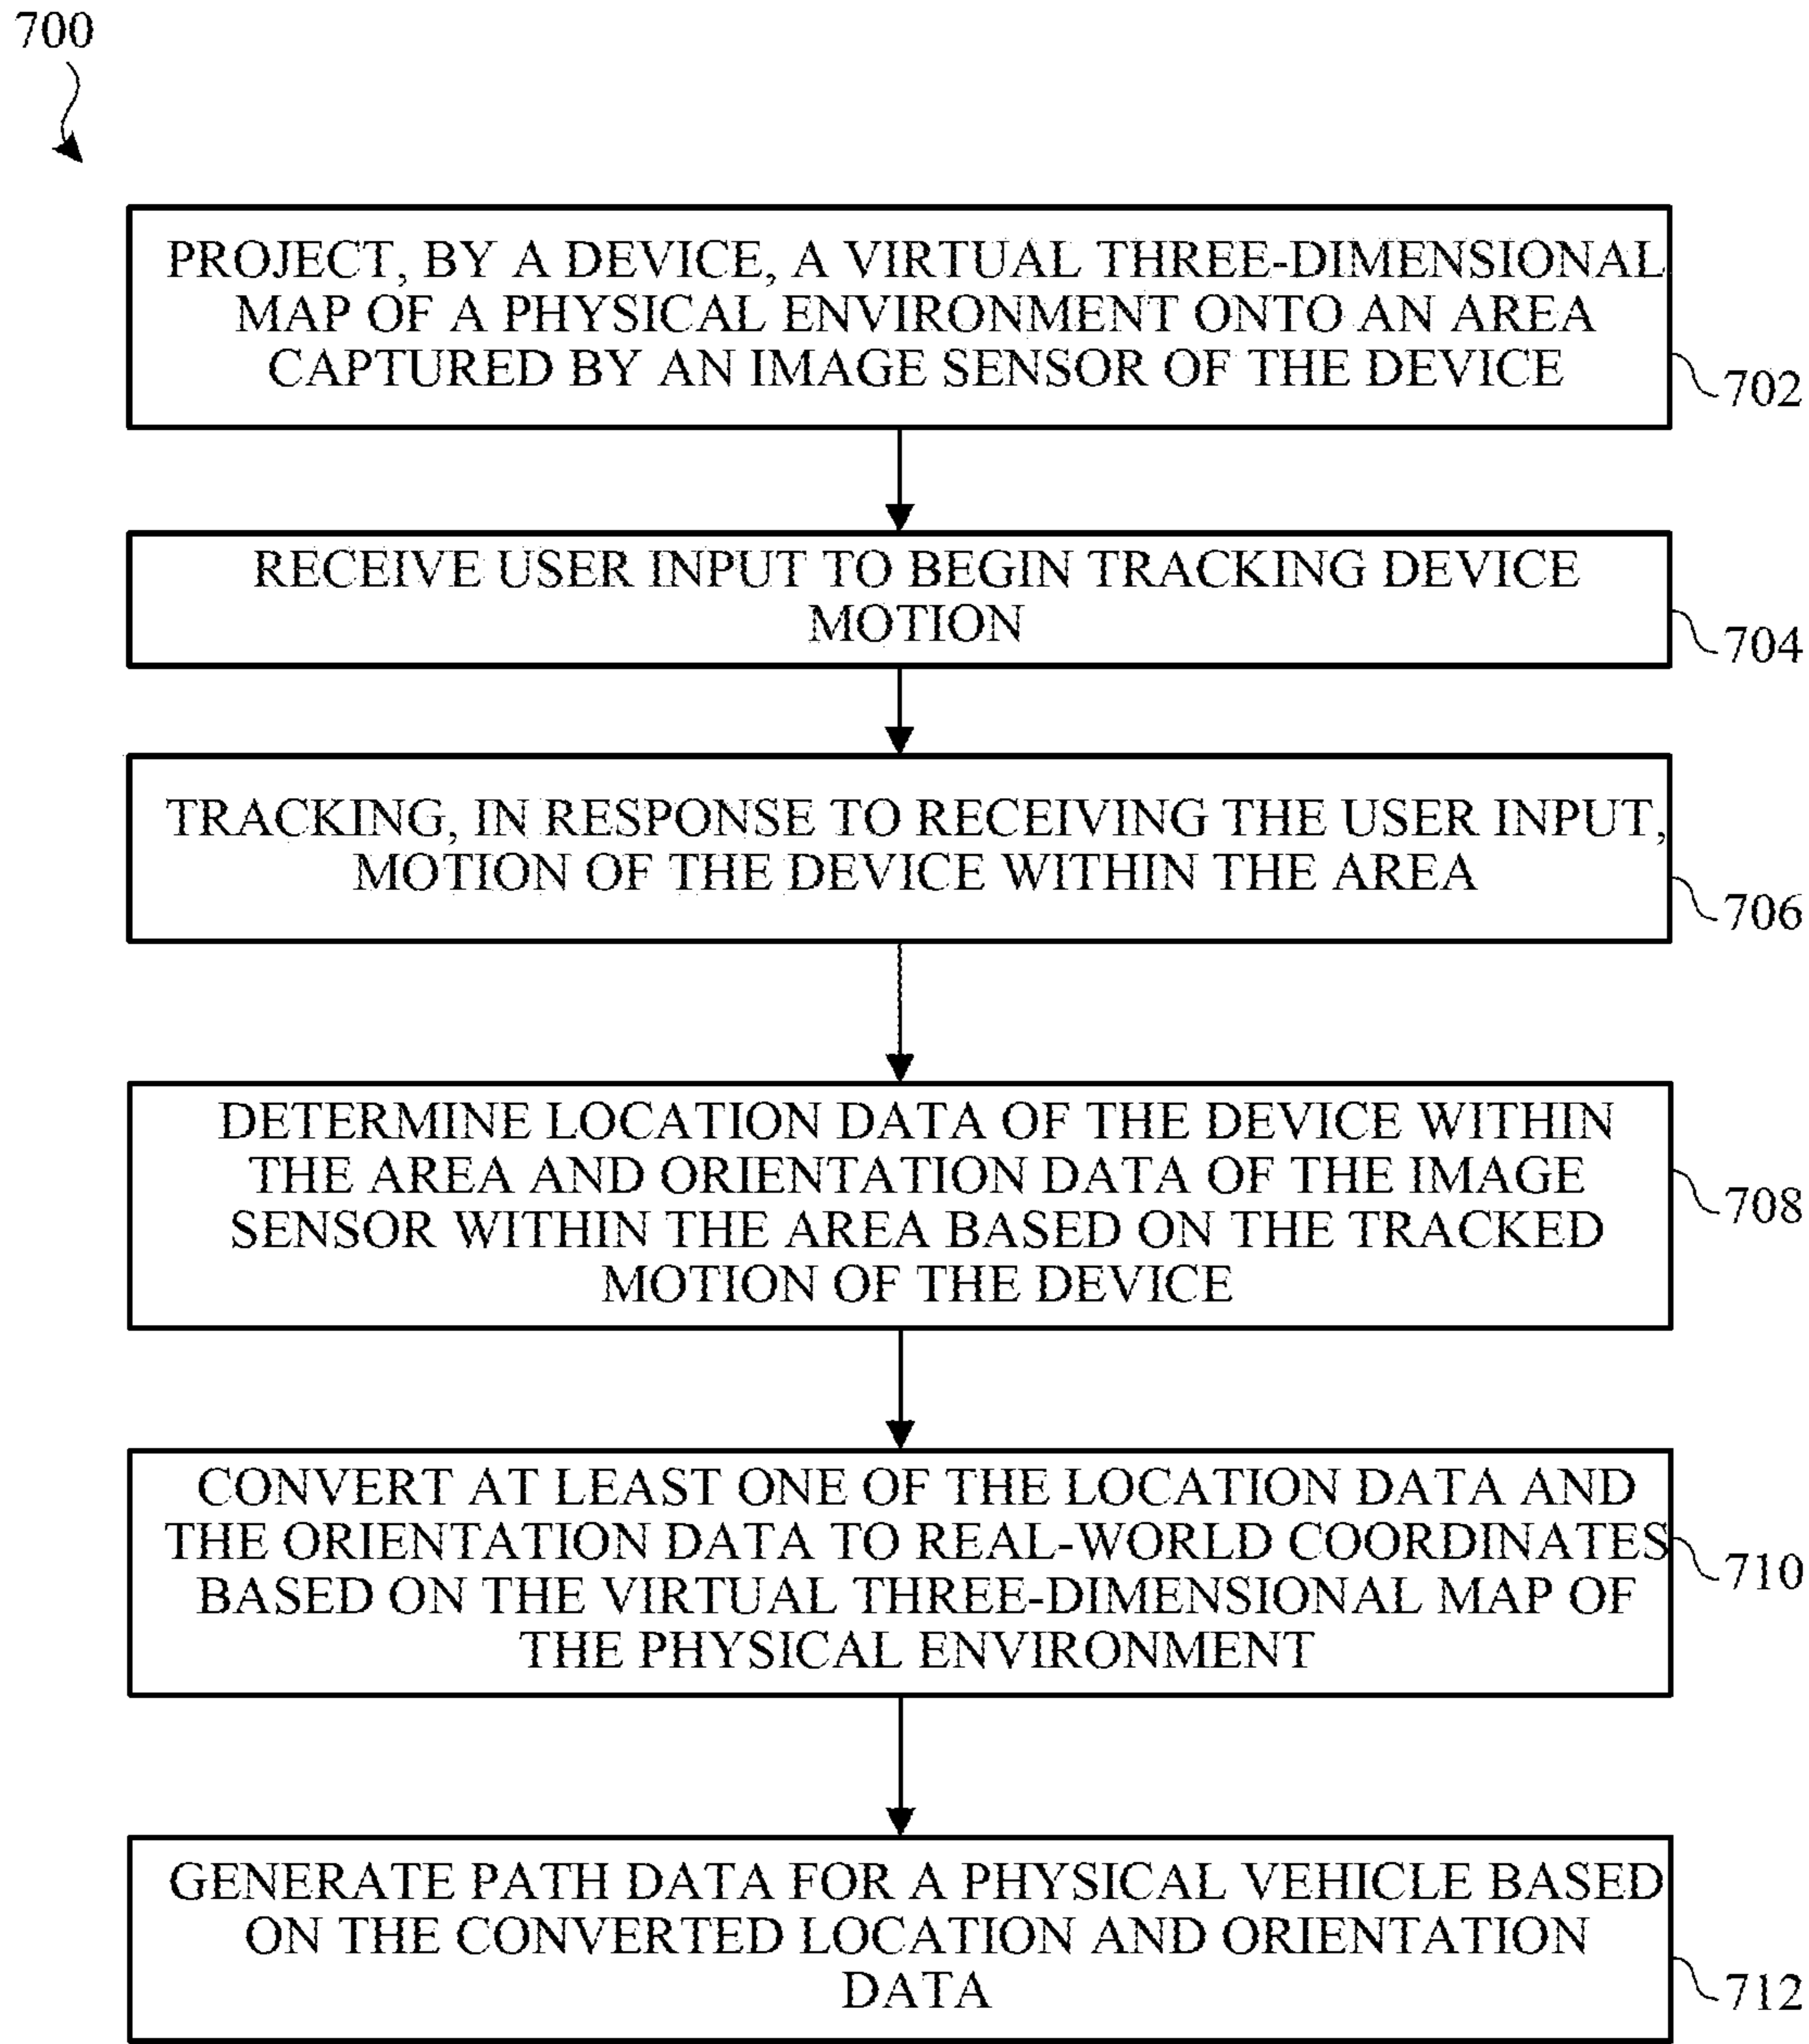 700
PROJECT, BY A DEVICE, A VIRTUAL THREE-DIMENSIONAL
MAP OF A PHYSICAL ENVIRONMENT ONTO AN AREA
CAPTURED BY AN IMAGE SENSOR OF THE DEVICE
702
RECEIVE USER INPUT TO BEGIN TRACKING DEVICE
MOTION
704
TRACKING, IN RESPONSE TO RECEIVING THE USER INPUT,
MOTION OF THE DEVICE WITHIN THE AREA
706
DETERMINE LOCATION DATA OF THE DEVICE WITHIN
THE AREA AND ORIENTATION DATA OF THE IMAGE
SENSOR WITHIN THE AREA BASED ON THE TRACKED
MOTION OF THE DEVICE
708
CONVERT AT LEAST ONE OF THE LOCATION DATA AND
THE ORIENTATION DATA TO REAL-WORLD COORDINATES
BASED ON THE VIRTUAL THREE-DIMENSIONAL MAP OF
THE PHYSICAL ENVIRONMENT
710
GENERATE PATH DATA FOR A PHYSICAL VEHICLE BASED
ON THE CONVERTED LOCATION AND ORIENTATION
DATA
712